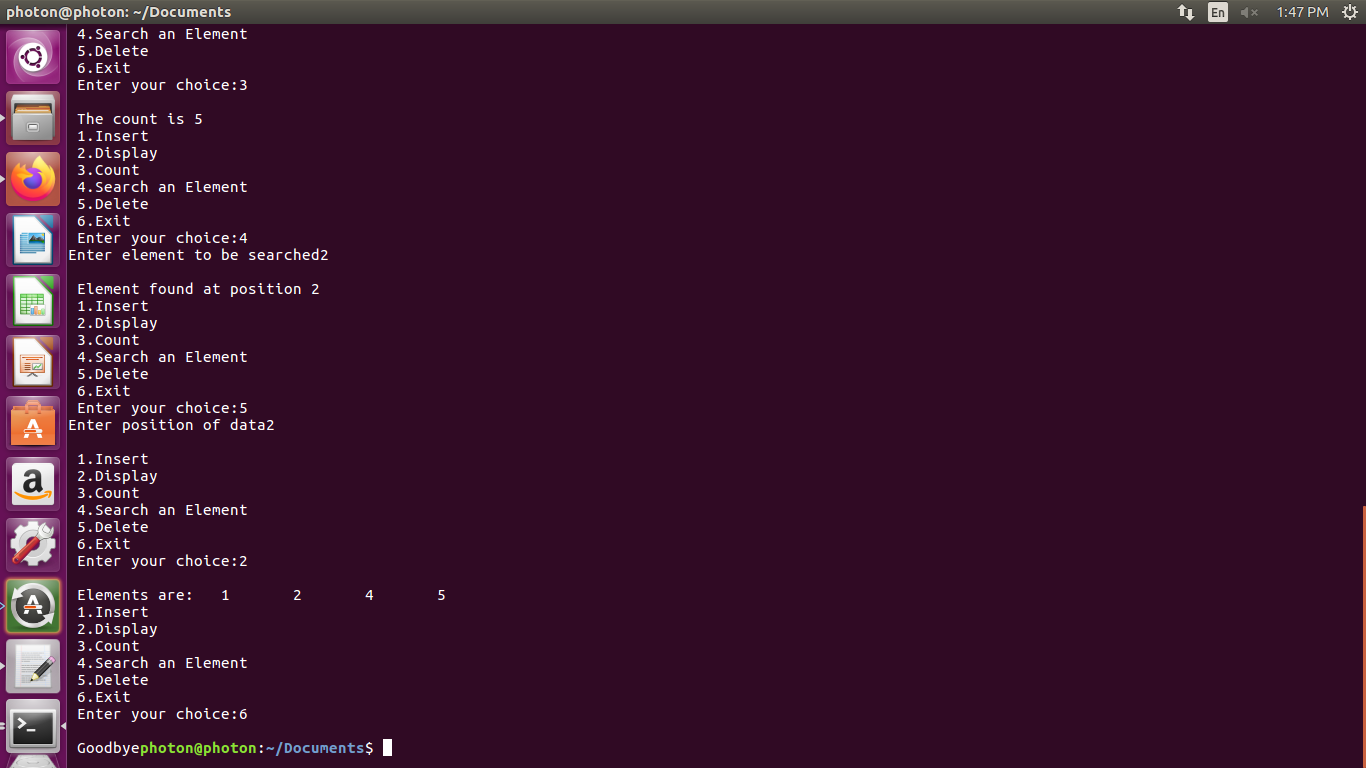 photon@photon: ~/Documents
En
1:47 PM
4.Search an Element
5.Delete
6.Exit
Enter your choice:3
The count is 5
1.Insert
2.Display
3.Count
4.Search an Element
5.Delete
6.Exit
Enter your choice:4
Enter element to be searched2
Element found at position 2
1.Insert
2.Display
3.Count
4.Search an Element
5.Delete
6.Exit
Enter your choice:5
Enter position of data2
1.Insert
2.Display
3.Count
4.Search an Element
5.Delete
6.Exit
Enter your choice:2
Elements are: 1 2 4 5
1.Insert
2.Display
3.Count
4.Search an Element
5.Delete
6.Exit
Enter your choice:6
Goodbyephoton@photon:~/Documents$